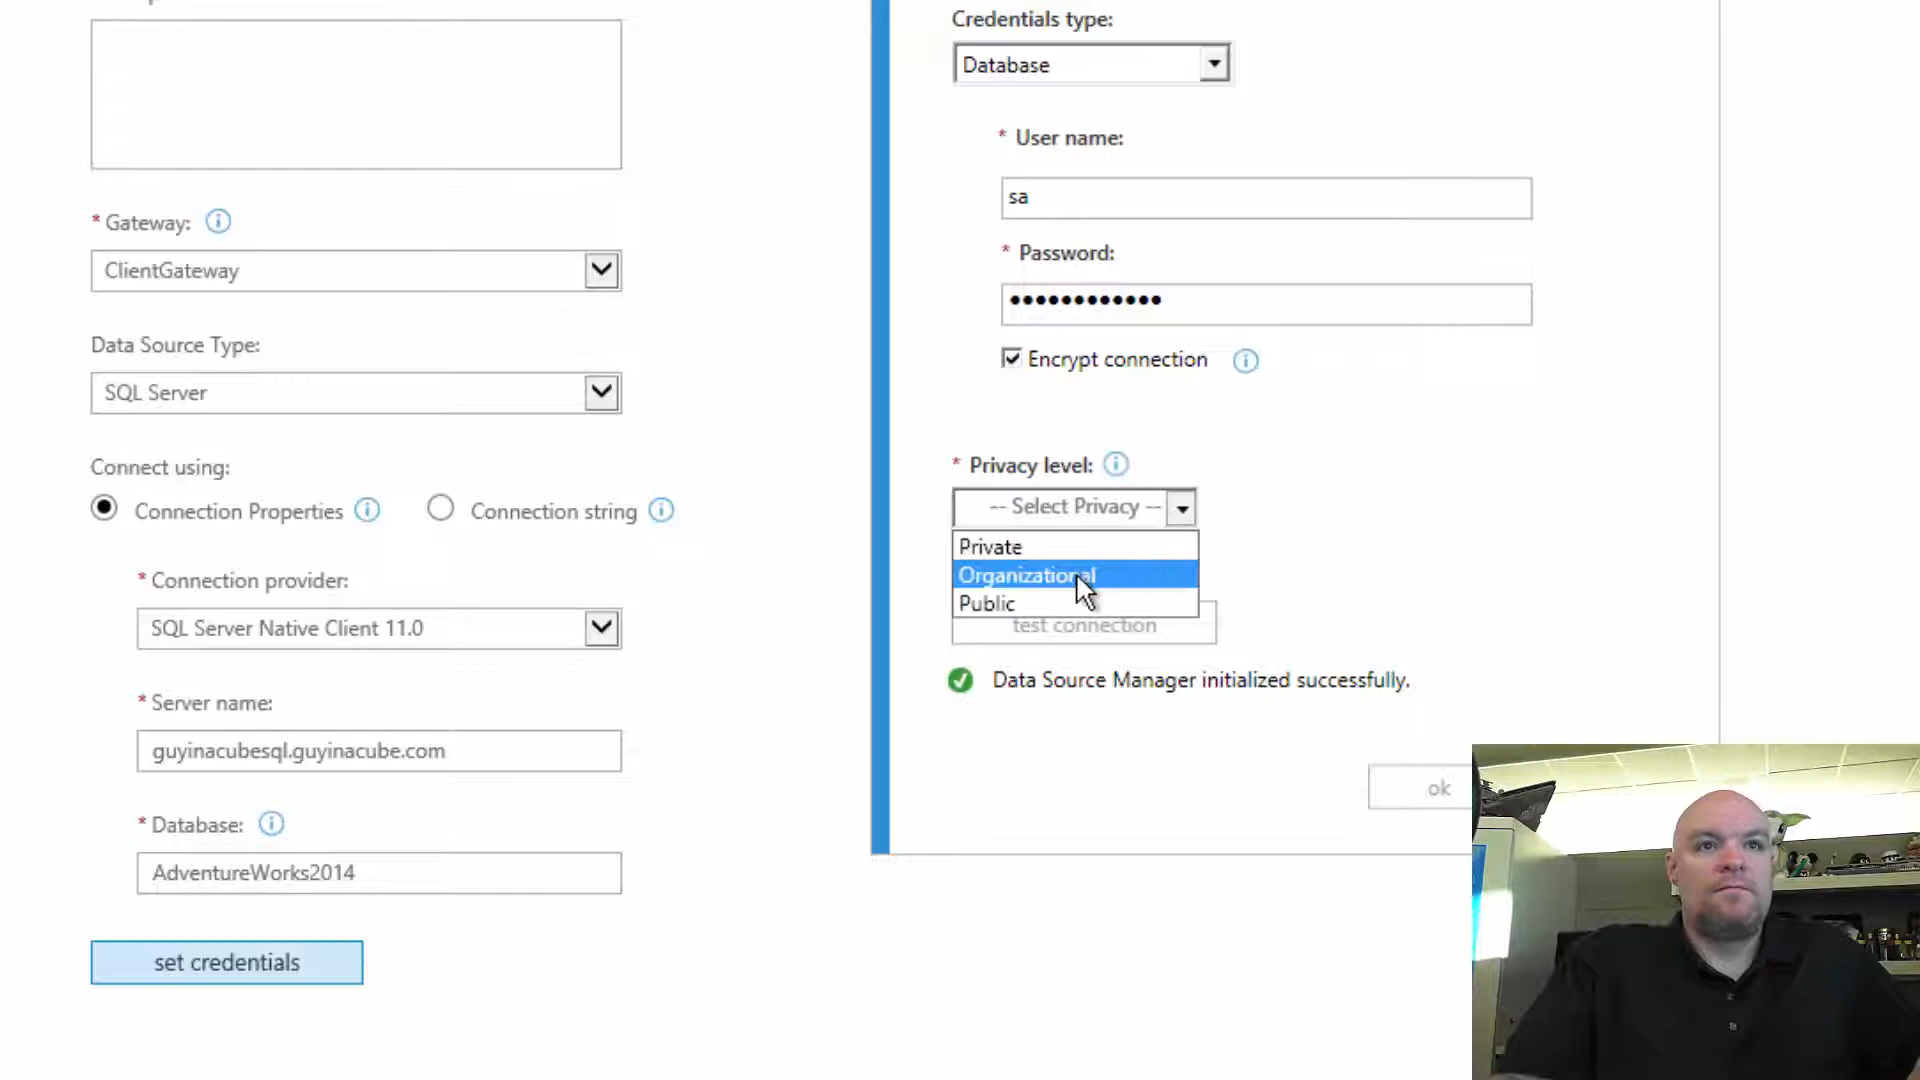 * Gateway:
ClientGateway
Data Source Type:
SQL Server
Connect using:
Connection Properties
Connection string
* Connection provider:
SQL Server Native Client 11.0
* Server name:
guyinacubesql.guyinacube.com
* Database:
AdventureWorks2014
set credentials
Credentials type:
Database
* User name:
sa
* Password:
••••••••••••
Encrypt connection
* Privacy level:
-- Select Privacy --
Private
Organizational
Public
test connection
Data Source Manager initialized successfully.
ok